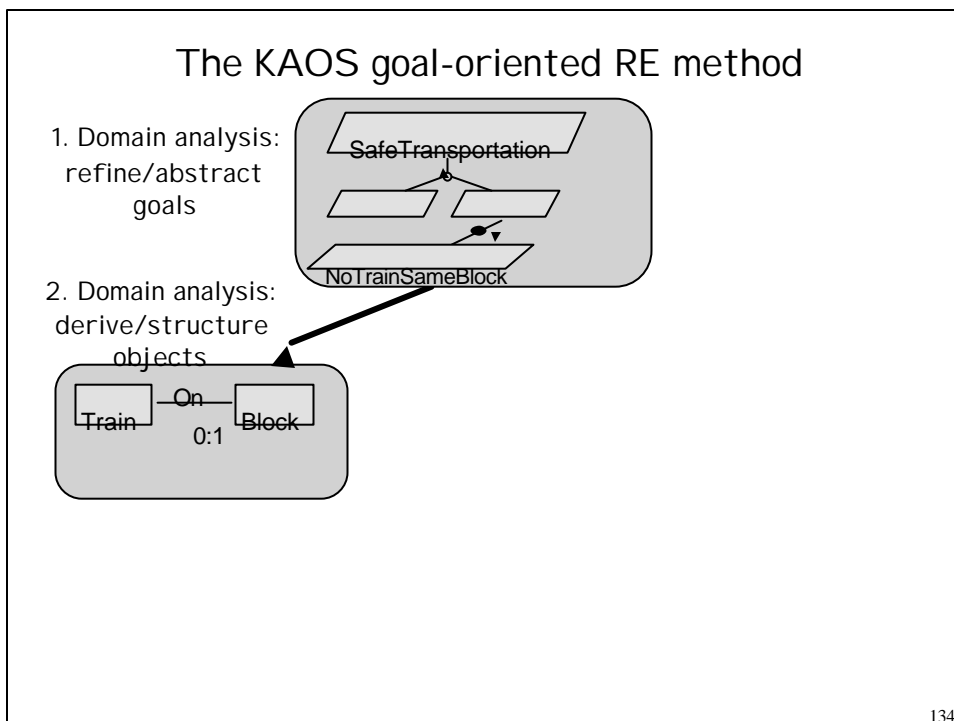 The KAOS goal-oriented RE method
1. Domain analysis:
refine/abstract
goals
SafeTransportation
NoTrainSameBlock
2. Domain analysis:
derive/structure
objects
On
Train
Block
0:1
134